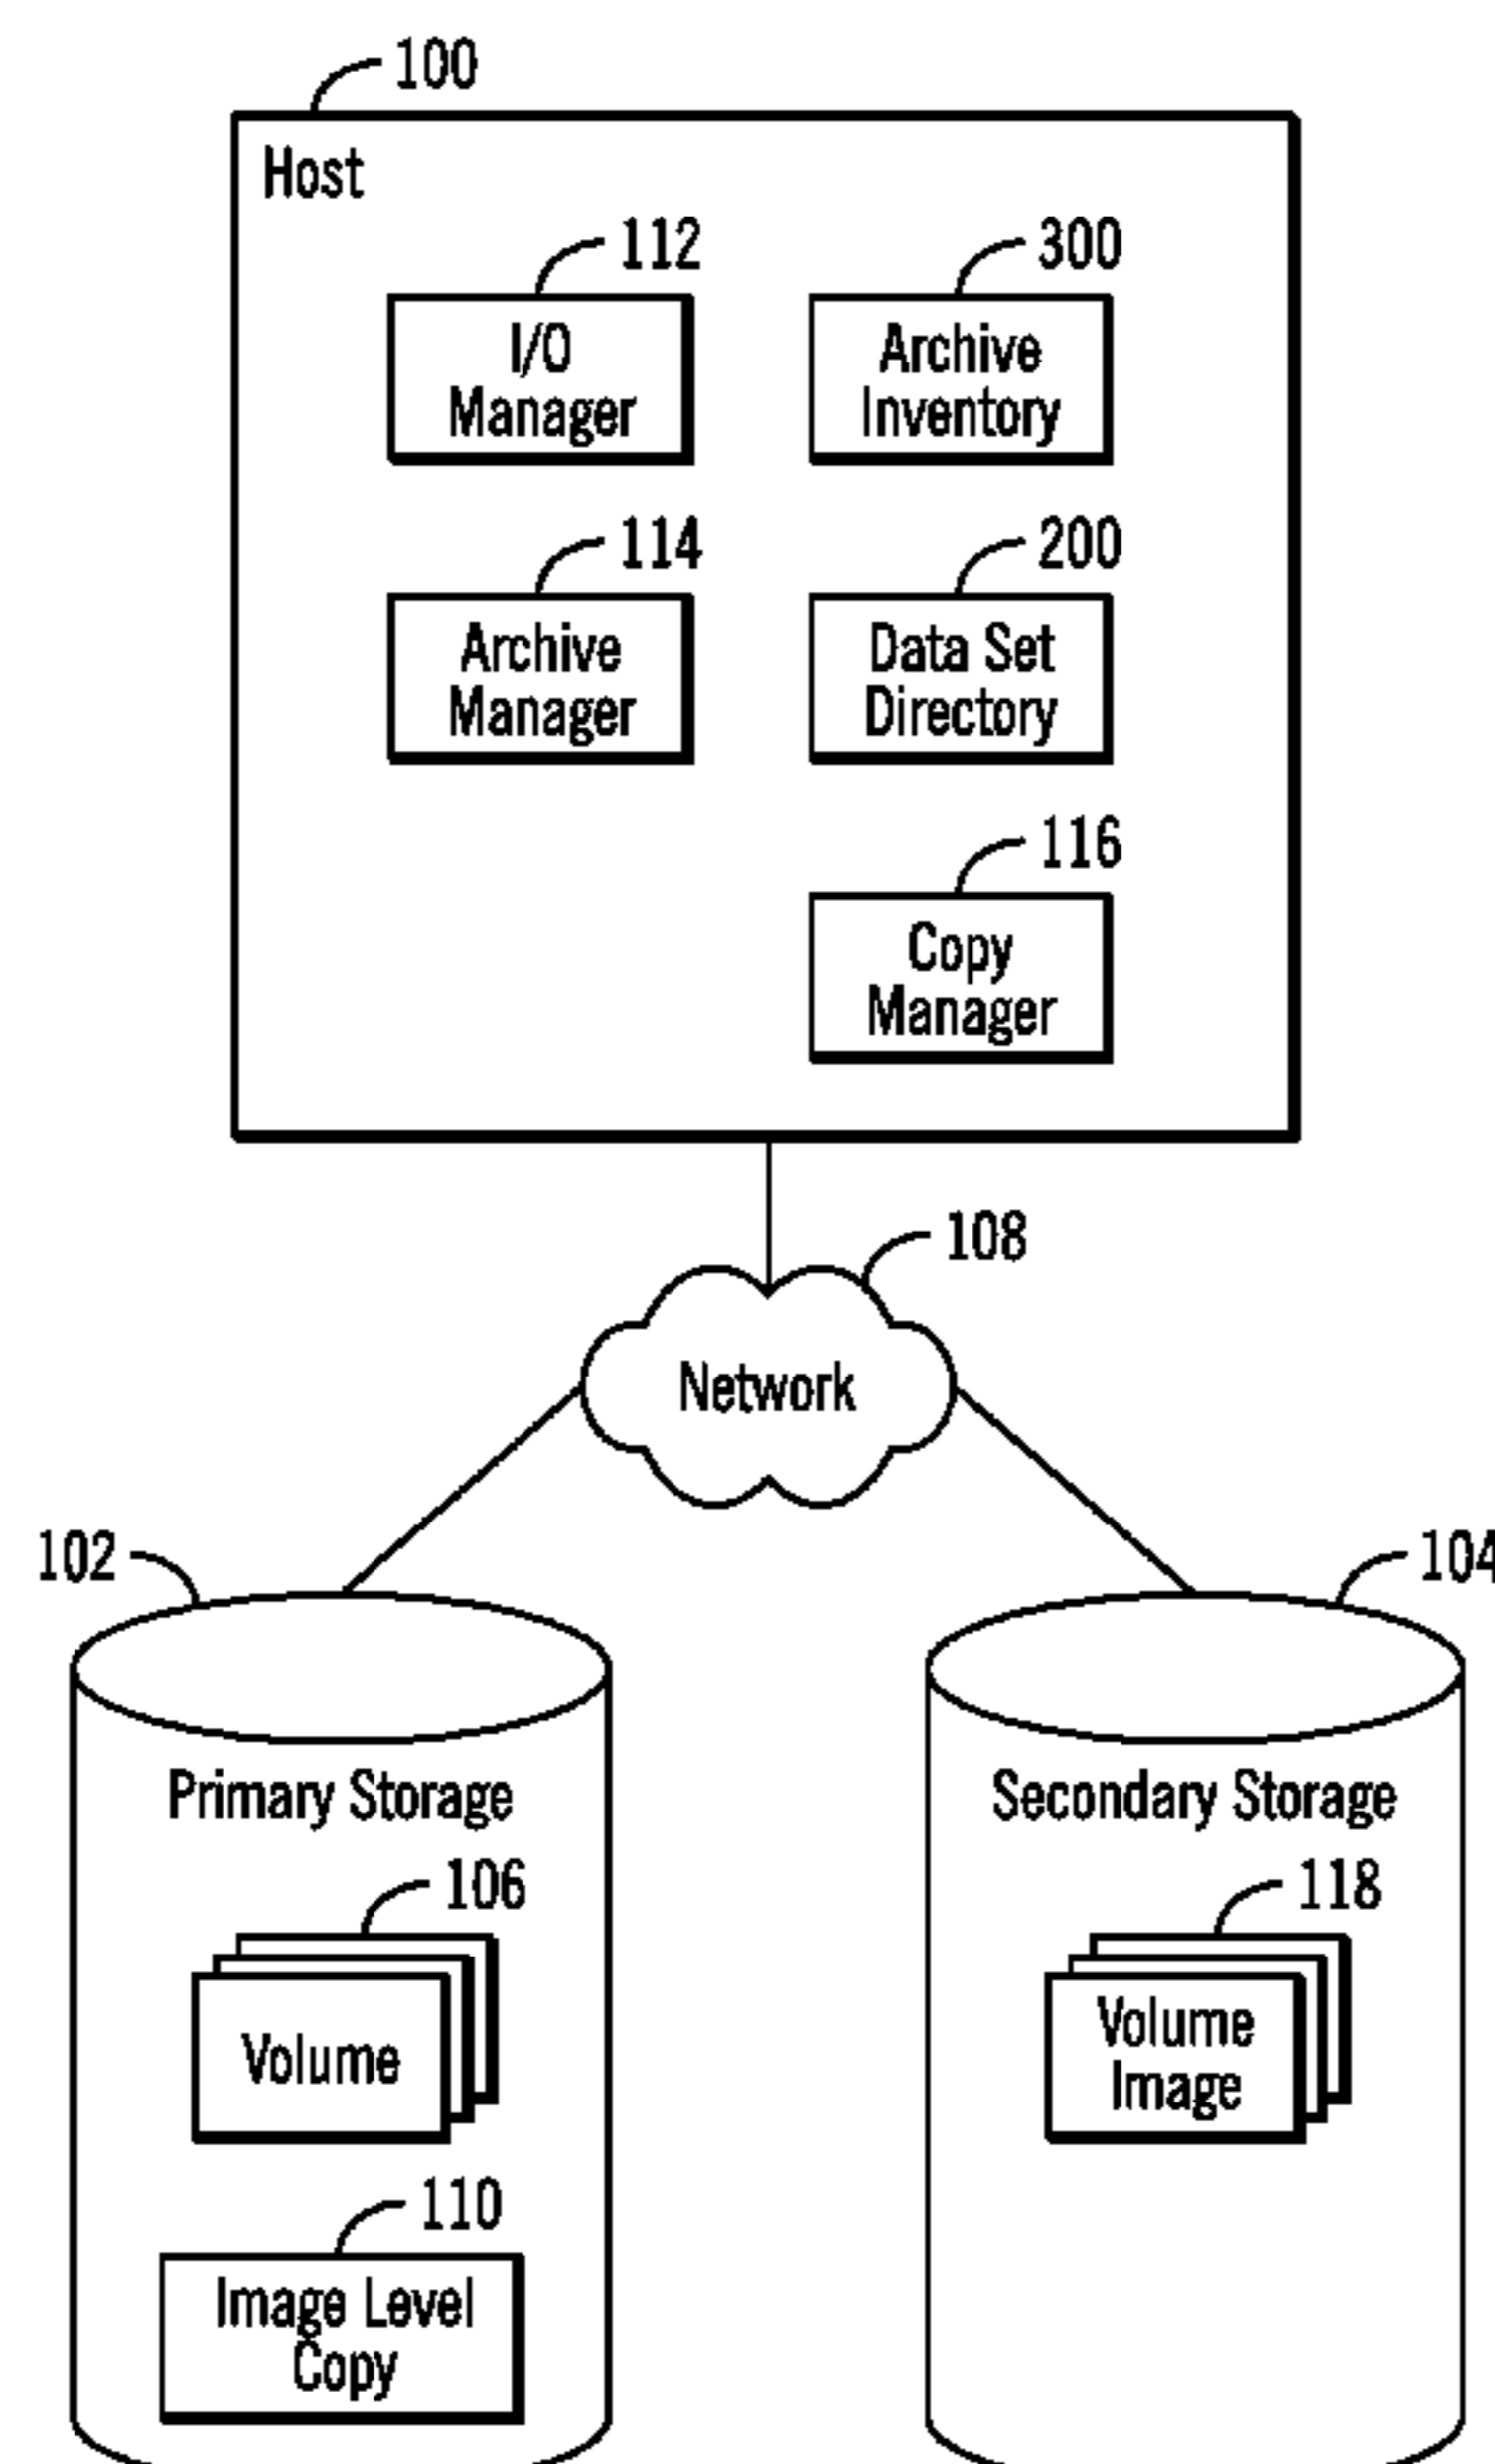 100
Host
112
300
I/O
Manager
Archive
Inventory
114
200
Archive
Manager
Data Set
Directory
116
Copy
Manager
108
Network
102
104
Primary Storage
Secondary Storage
106
118
Volume
Volume
Image
110
Image Level
Copy